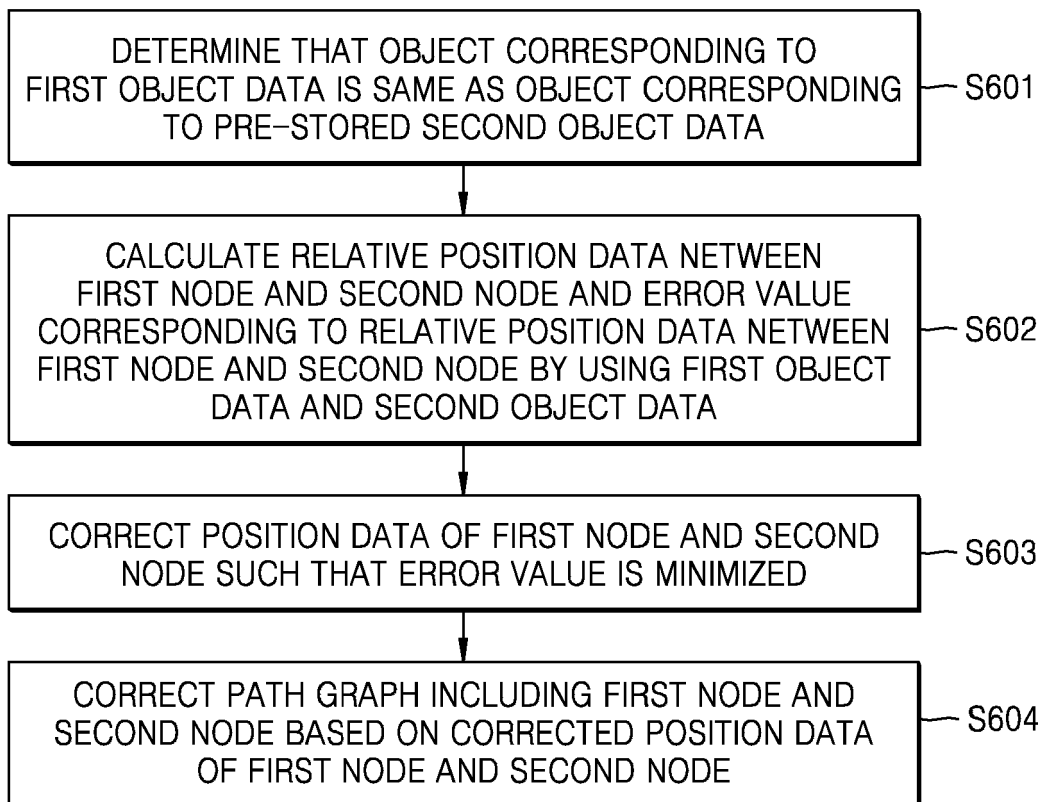 DETERMINE THAT OBJECT CORRESPONDING TO
FIRST OBJECT DATA IS SAME AS OBJECT CORRESPONDING
TO PRE-STORED SECOND OBJECT DATA
S601
CALCULATE RELATIVE POSITION DATA NETWEEN
FIRST NODE AND SECOND NODE AND ERROR VALUE
CORRESPONDING TO RELATIVE POSITION DATA NETWEEN
FIRST NODE AND SECOND NODE BY USING FIRST OBJECT
DATA AND SECOND OBJECT DATA
S602
CORRECT POSITION DATA OF FIRST NODE AND SECOND
NODE SUCH THAT ERROR VALUE IS MINIMIZED
S603
CORRECT PATH GRAPH INCLUDING FIRST NODE AND
SECOND NODE BASED ON CORRECTED POSITION DATA
OF FIRST NODE AND SECOND NODE
S604